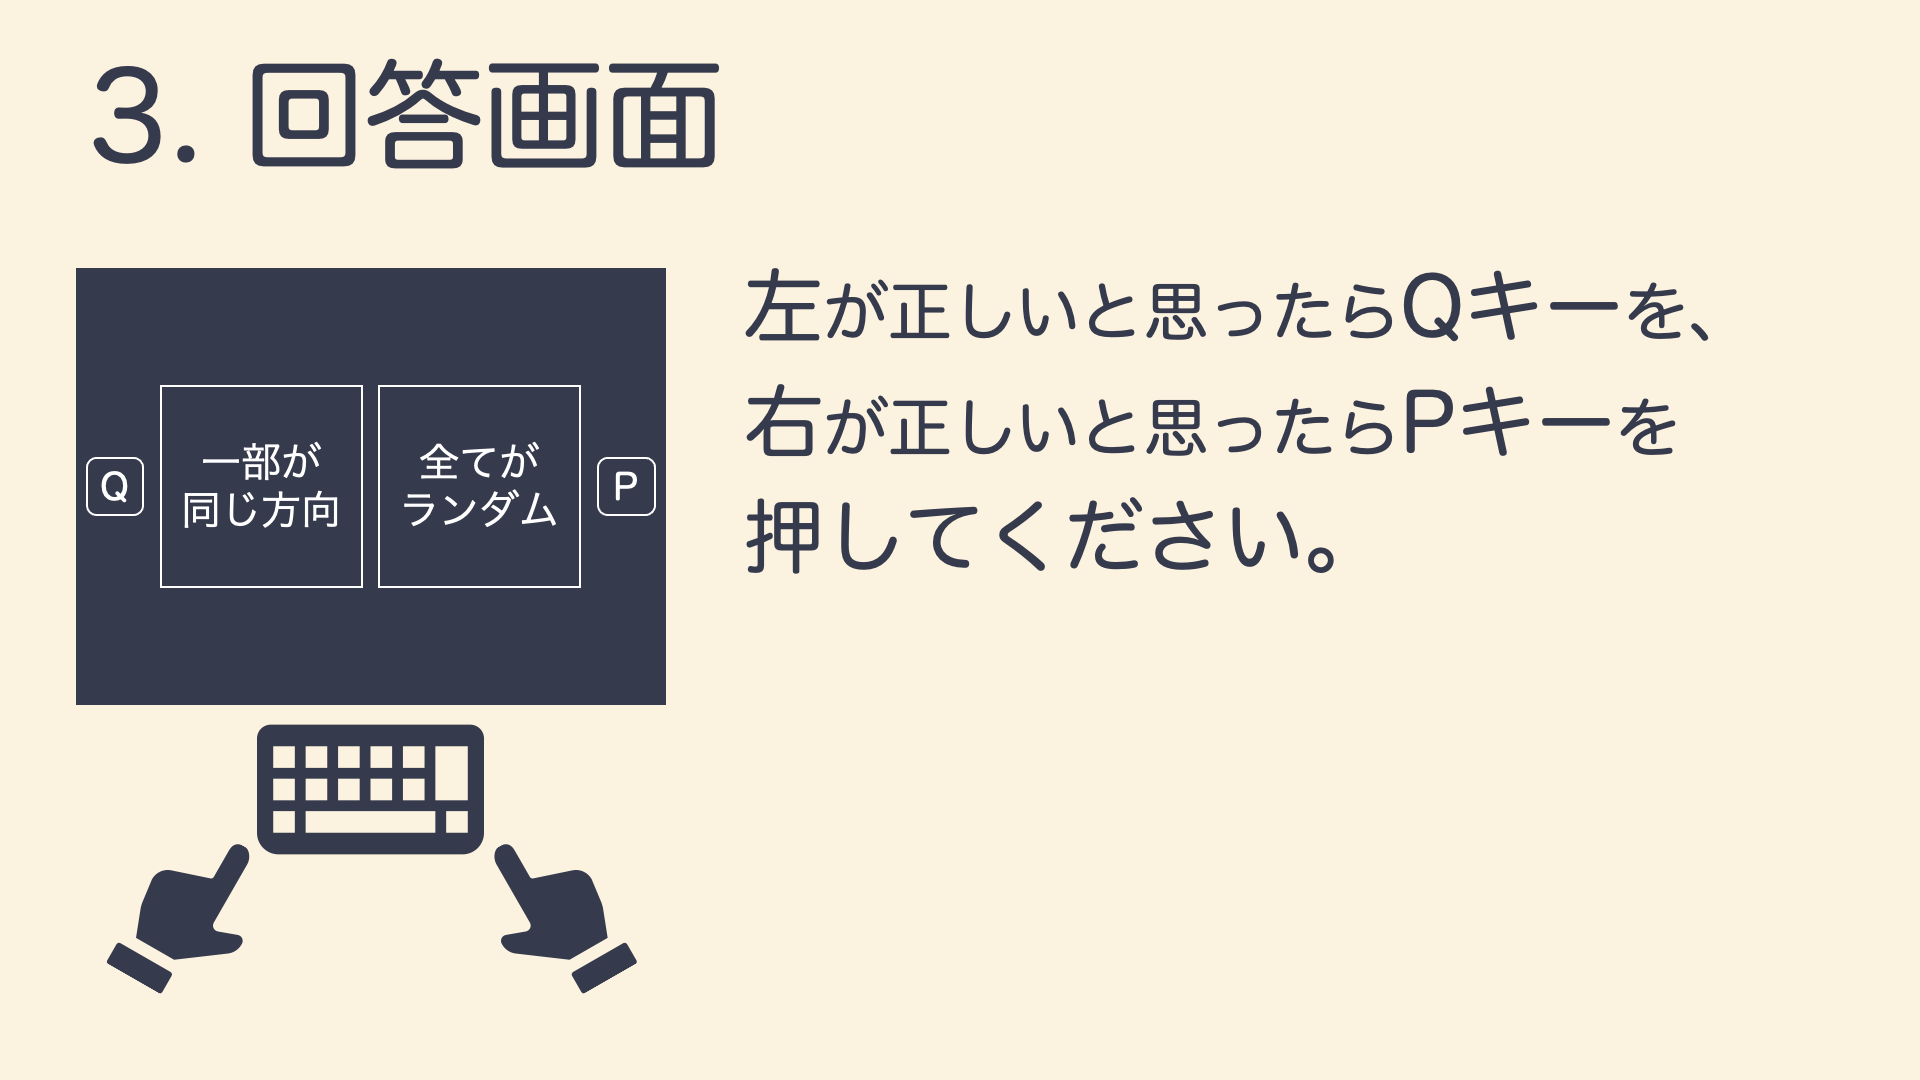 3. 回答画面
左が正しいと思ったらQキーを、
右が正しいと思ったらPキーを
押してください。
Q
一部が
同じ方向
全てが
ランダム
P